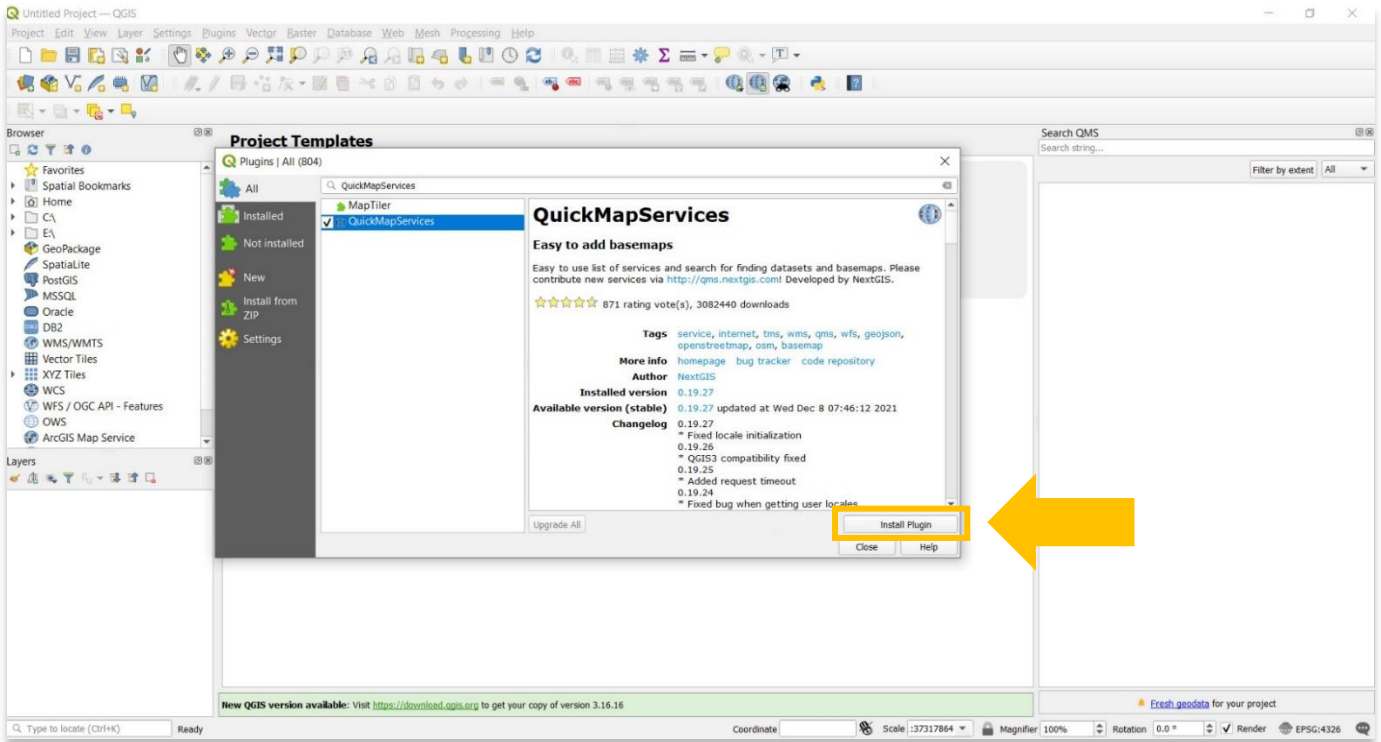 Untitled Project — QGIS
Project Edit View Layer Settings Plugins Vector Raster Database Web Mesh Processing Help
Browser
Favorites
Spatial Bookmarks
Home
C:\
E:\
GeoPackage
SpatiaLite
PostGIS
MSSQL
Oracle
DB2
WMS/WMTS
Vector Tiles
XYZ Tiles
WCS
WFS / OGC API - Features
OWS
ArcGIS Map Service
Layers
Project Templates
Plugins | All (804)
All
Installed
Not installed
New
Install from ZIP
Settings
QuickMapServices
MapTiler
QuickMapServices
QuickMapServices
Easy to add basemaps
Easy to use list of services and search for finding datasets and basemaps. Please
contribute new services via http://qms.nextgis.com! Developed by NextGIS.
871 rating vote(s), 3082440 downloads
Tags service, internet, tms, wms, qms, wfs, geojson,
openstreetmap, osm, basemap
More info homepage bug tracker code repository
Author NextGIS
Installed version 0.19.27
Available version (stable) 0.19.27 updated at Wed Dec 8 07:46:12 2021
Changelog 0.19.27
* Fixed locale initialization
0.19.26
* QGIS3 compatibility fixed
0.19.25
* Added request timeout
0.19.24
* Fixed bug when getting user locales
Upgrade All
Install Plugin
Close Help
Search QMS
Search string...
Filter by extent All
New QGIS version available: Visit https://download.qgis.org to get your copy of version 3.16.16
Fresh geodata for your project
Type to locate (Ctrl+K) Ready Coordinate Scale :37317864 Magnifier 100% Rotation 0.0 ° Render EPSG:4326